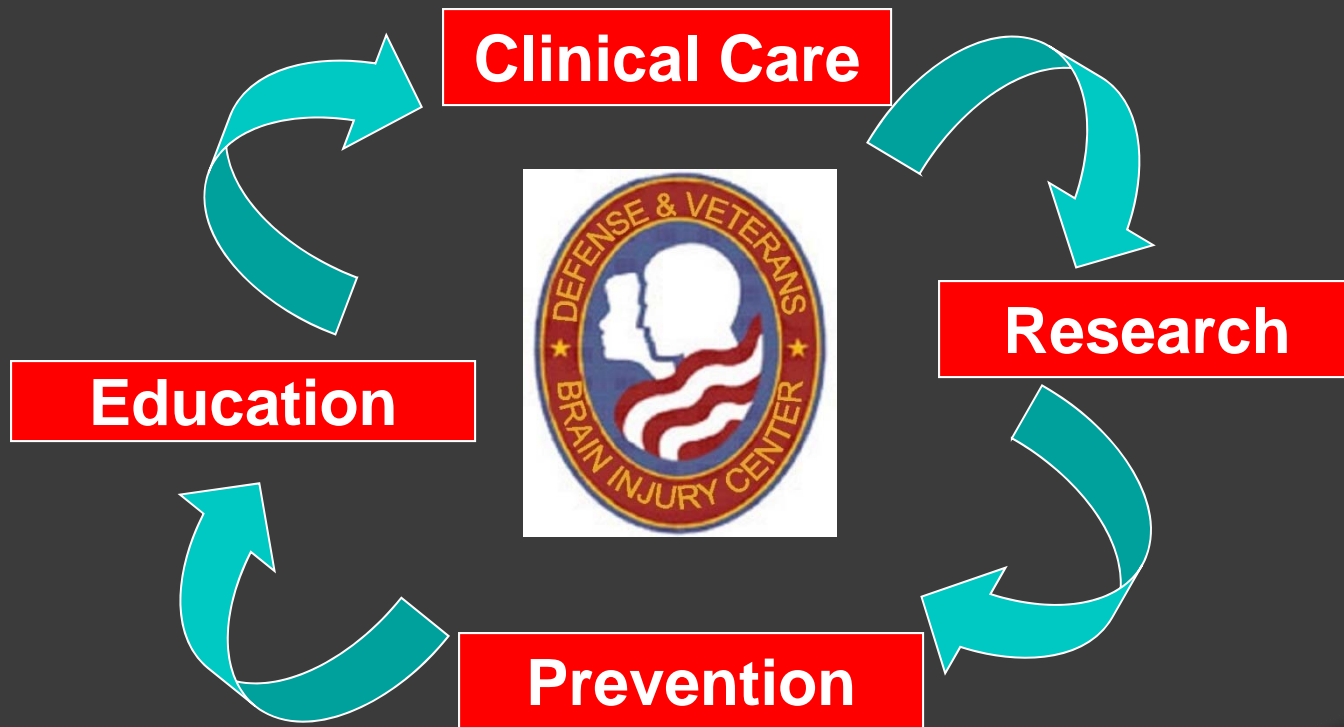 Clinical Care
DEFENSE & VETERANS
BRAIN INJURY CENTER
Research
Education
Prevention